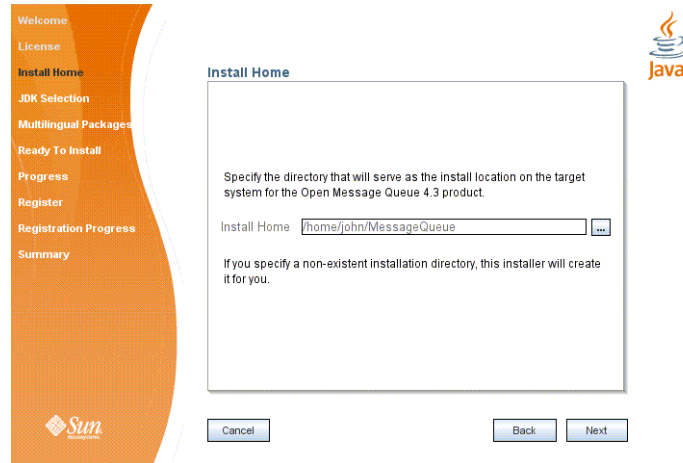 Welcome
License
Install Home
JDK Selection
Multilingual Packages
Ready To Install
Progress
Register
Registration Progress
Summary
Sun
microsystems
Java
Install Home
Specify the directory that will serve as the install location on the target
system for the Open Message Queue 4.3 product.
Install Home /home/john/MessageQueue ...
If you specify a non-existent installation directory, this installer will create
it for you.
Cancel Back Next